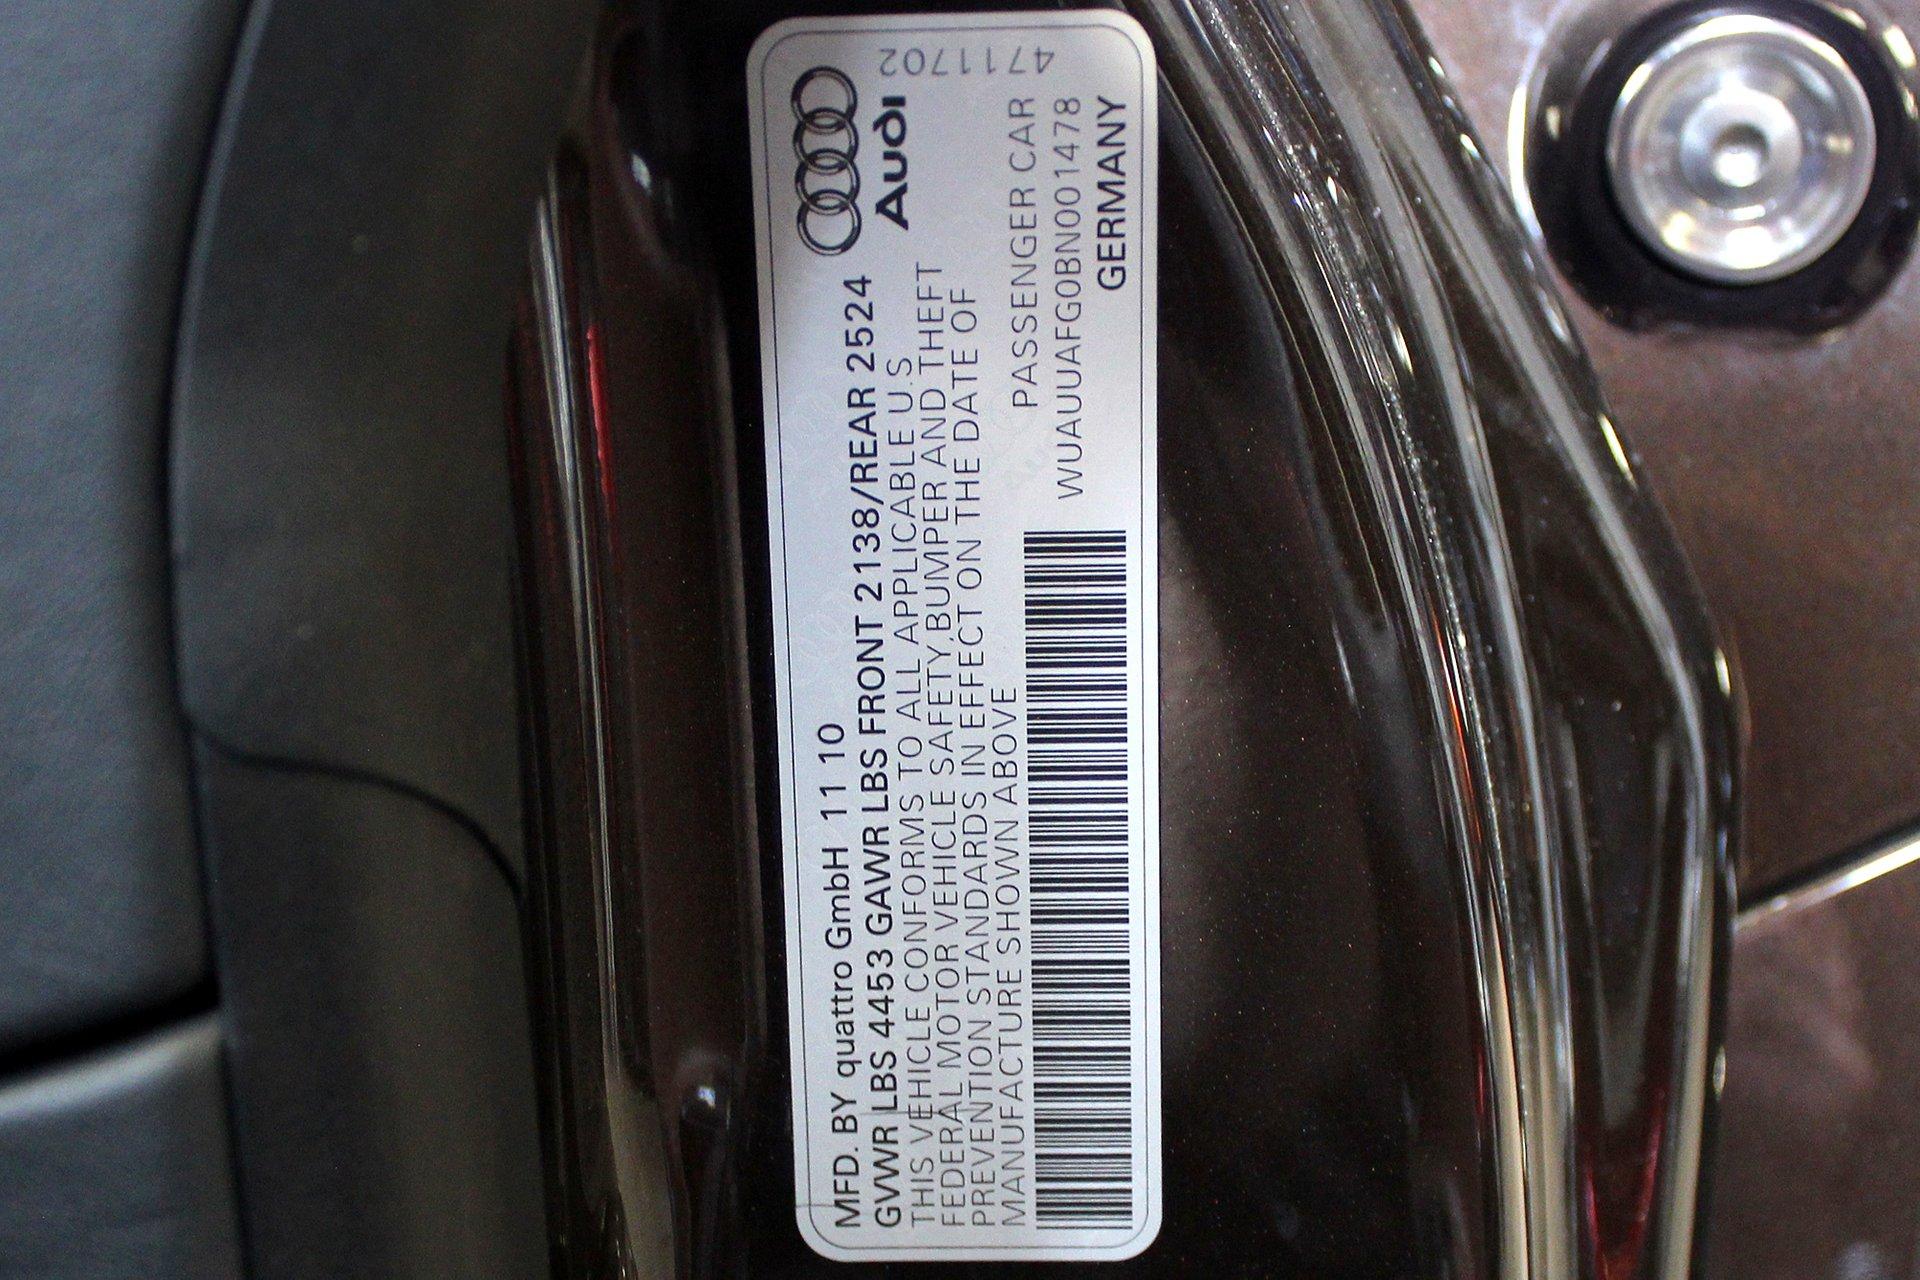 MFD. BY quattro GmbH 11 10
GVWR LBS 4453 GAWR LBS FRONT 2138/REAR 2524
THIS VEHICLE CONFORMS TO ALL APPLICABLE U.S
FEDERAL MOTOR VEHICLE SAFETY,BUMPER AND THEFT
PREVENTION STANDARDS IN EFFECT ON THE DATE OF
MANUFACTURE SHOWN ABOVE
Audi
PASSENGER CAR
WUAUUAFG0BN001478
GERMANY
4711702